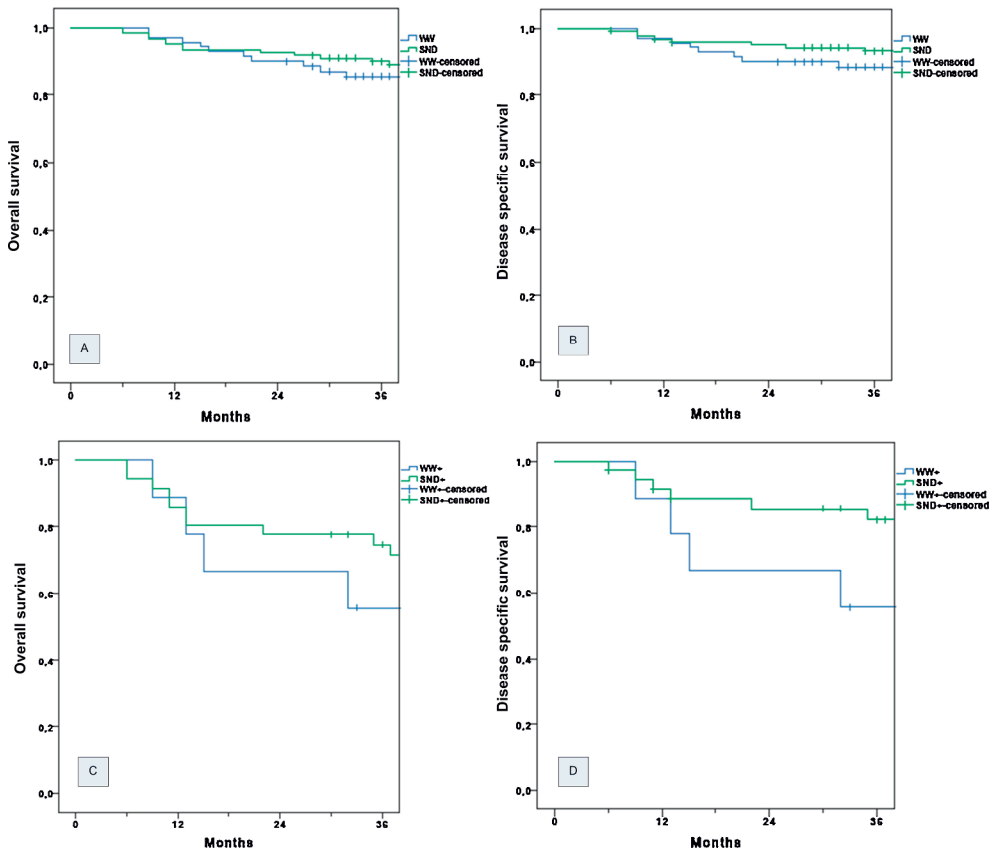 1,0
0,8
0,6
0,4
0,2
0,0
Overall survival
A
0
12
24
36
Months
WW
SND
WW-censored
SND-censored
1,0
0,8
0,6
0,4
0,2
0,0
Disease specific survival
B
0
12
24
36
Months
WW
SND
WW-censored
SND-censored
1,0
0,8
0,6
0,4
0,2
0,0
Overall survival
C
0
12
24
36
Months
WW+
SND+
WW+-censored
SND+-censored
1,0
0,8
0,6
0,4
0,2
0,0
Disease specific survival
D
0
12
24
36
Months
WW+
SND+
WW+-censored
SND+-censored